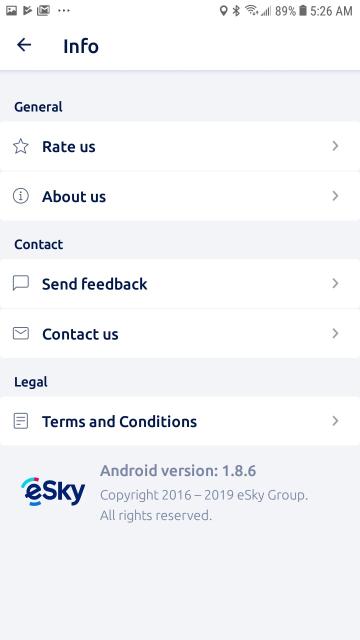 89% 5:26 AM
Info
General
Rate us
About us
Contact
Send feedback
Contact us
Legal
Terms and Conditions
eSky
Android version: 1.8.6
Copyright 2016 – 2019 eSky Group.
All rights reserved.